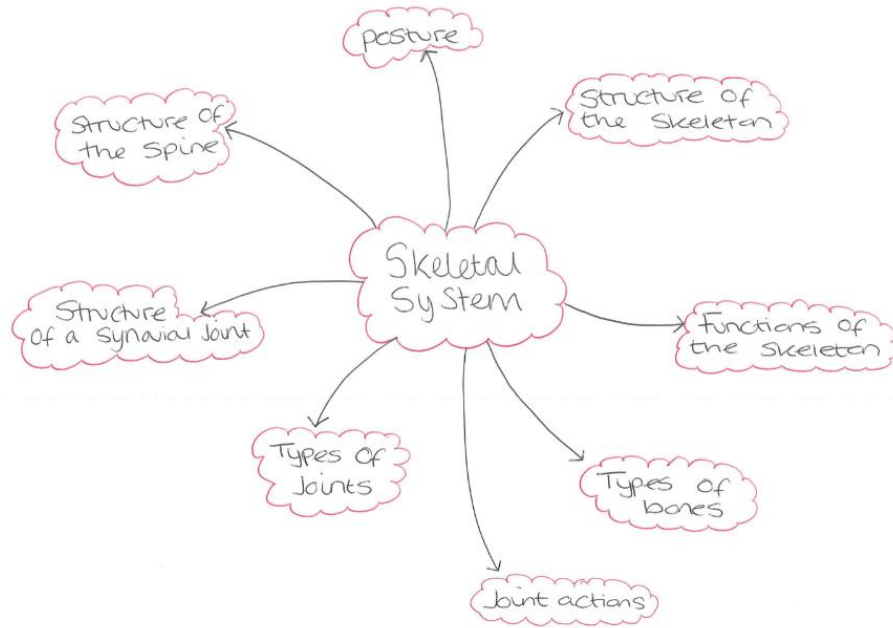 posture
Structure of
the Skeleton
Structure of
the Spine
Skeletal
System
Structure
of a synovial Joint
Functions of
the Skeleton
Types of
Joints
Types of
bones
Joint actions